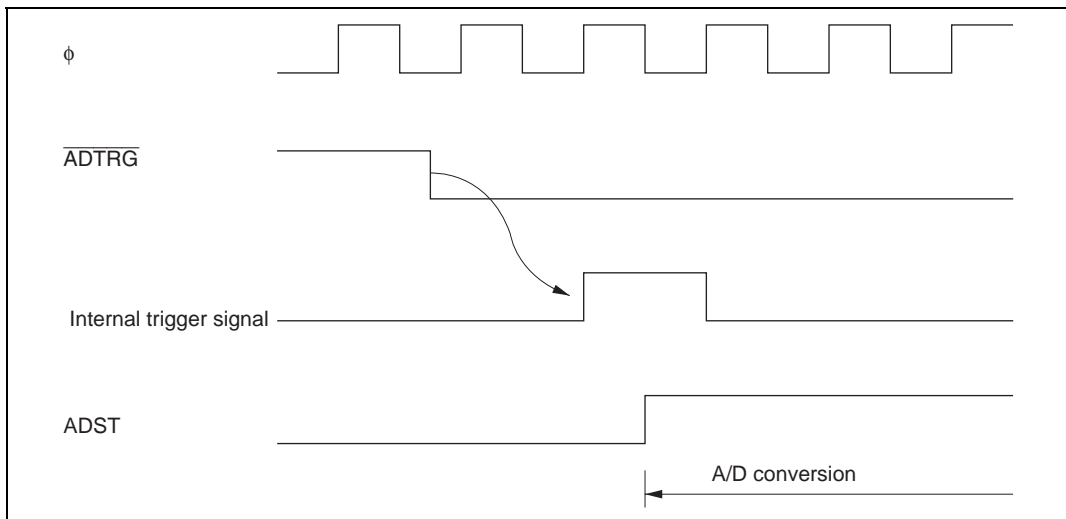 ϕ
ADTRG
Internal trigger signal
ADST
A/D conversion